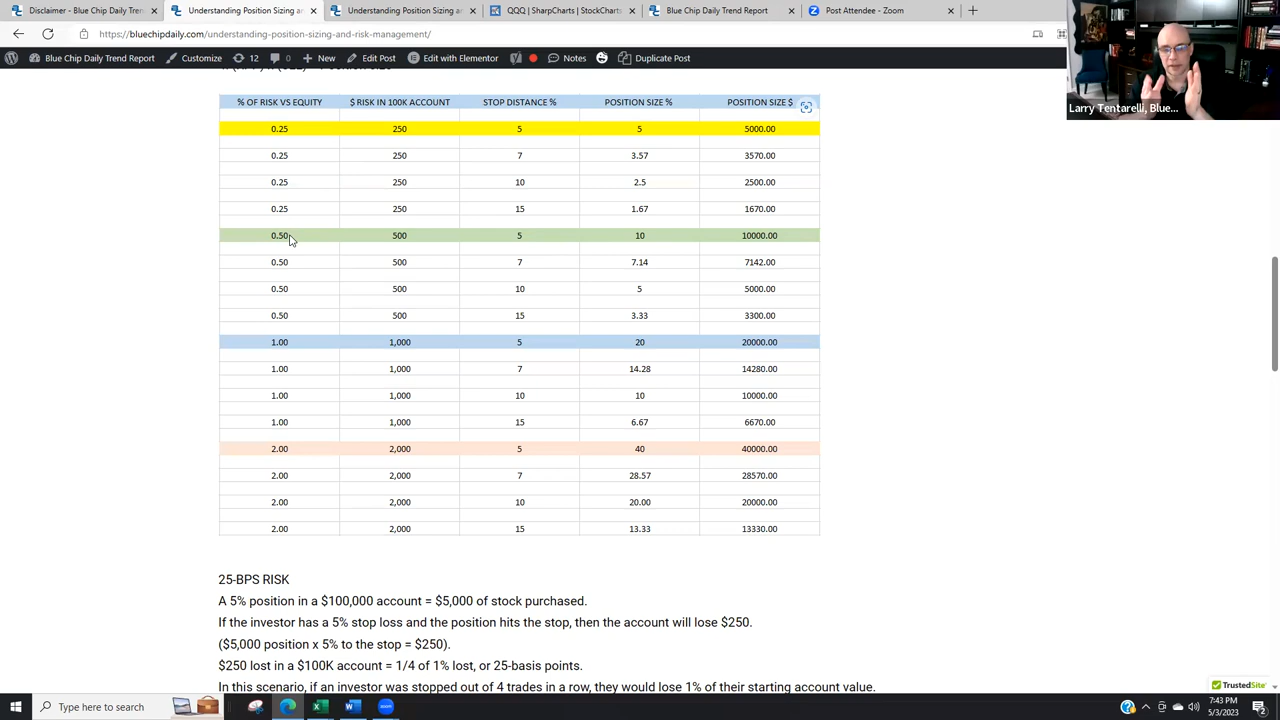 Disclaimer - Blue Chip Daily Tren
Understanding Position Sizing an
Understanding Position Sizing an
QQQ | SharpCharts | StockCharts
Blue Chip Daily Trend Report
Post Attendee - Zoom
https://bluechipdaily.com/understanding-position-sizing-and-risk-management/
Blue Chip Daily Trend Report Customize 12 0 New Edit Post Edit with Elementor Notes Duplicate Post
Larry Tentarelli, Blue...
% OF RISK VS EQUITY $ RISK IN 100K ACCOUNT STOP DISTANCE % POSITION SIZE % POSITION SIZE $
0.25 250 5 5 5000.00
0.25 250 7 3.57 3570.00
0.25 250 10 2.5 2500.00
0.25 250 15 1.67 1670.00
0.50 500 5 10 10000.00
0.50 500 7 7.14 7142.00
0.50 500 10 5 5000.00
0.50 500 15 3.33 3300.00
1.00 1,000 5 20 20000.00
1.00 1,000 7 14.28 14280.00
1.00 1,000 10 10 10000.00
1.00 1,000 15 6.67 6670.00
2.00 2,000 5 40 40000.00
2.00 2,000 7 28.57 28570.00
2.00 2,000 10 20.00 20000.00
2.00 2,000 15 13.33 13330.00
25-BPS RISK
A 5% position in a $100,000 account = $5,000 of stock purchased.
If the investor has a 5% stop loss and the position hits the stop, then the account will lose $250.
($5,000 position x 5% to the stop = $250).
$250 lost in a $100K account = 1/4 of 1% lost, or 25-basis points.
In this scenario, if an investor was stopped out of 4 trades in a row, they would lose 1% of their starting account value.
TrustedSite
Type here to search
7:43 PM
5/3/2023
2